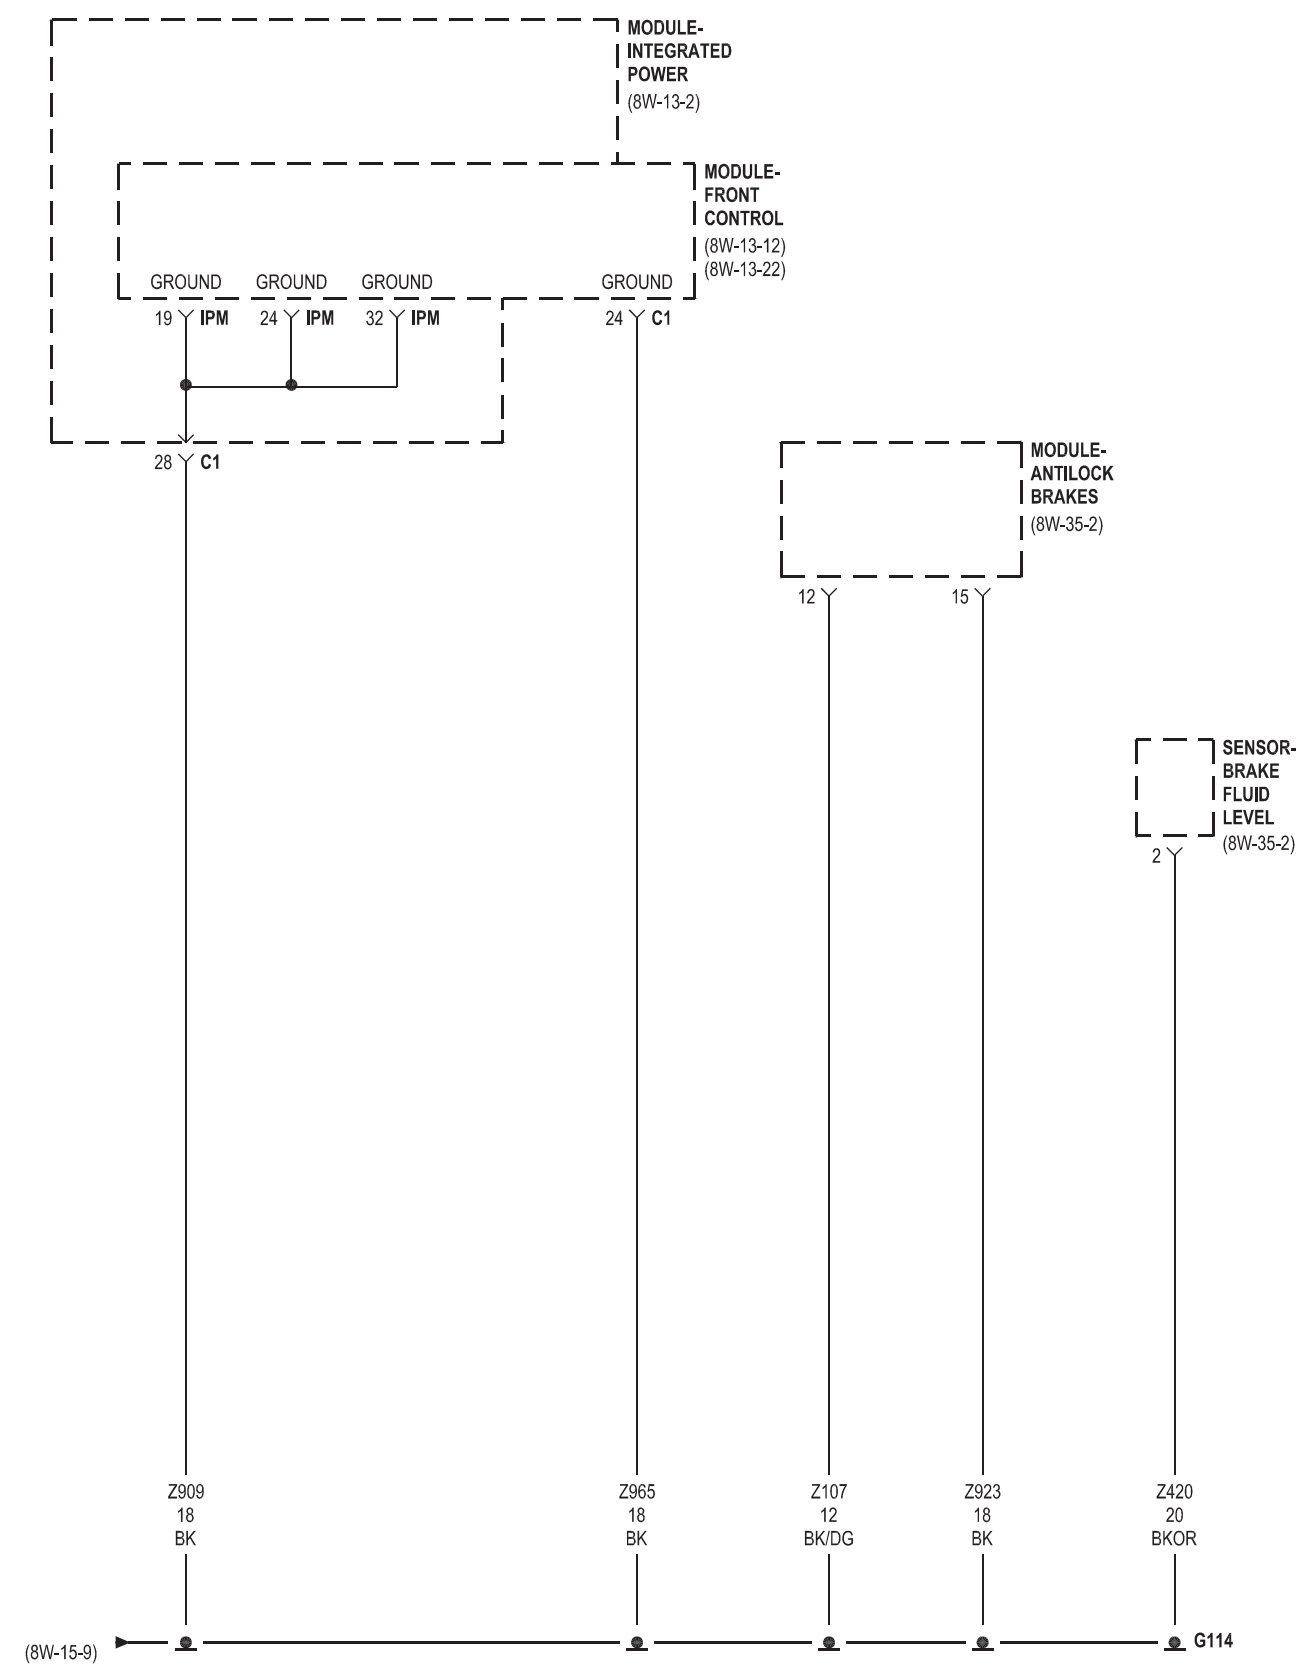 MODULE-
INTEGRATED
POWER
(8W-13-2)
MODULE-
FRONT
CONTROL
(8W-13-12)
(8W-13-22)
GROUND GROUND GROUND GROUND
19 IPM 24 IPM 32 IPM 24 C1
28 C1
MODULE-
ANTILOCK
BRAKES
(8W-35-2)
12 15
SENSOR-
BRAKE
FLUID
LEVEL
(8W-35-2)
2
Z909 Z965 Z107 Z923 Z420
18 18 12 18 20
BK BK BK/DG BK BKOR
(8W-15-9) G114